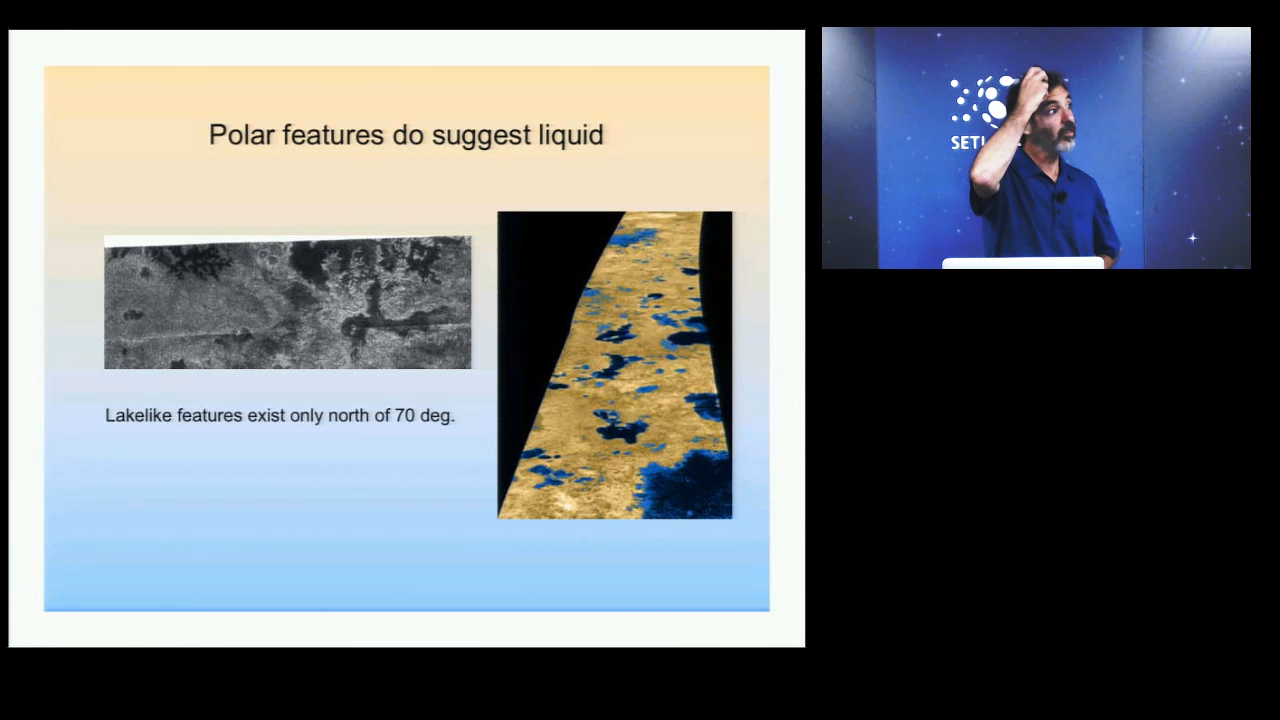 Polar features do suggest liquid
Lakelike features exist only north of 70 deg.
SETI